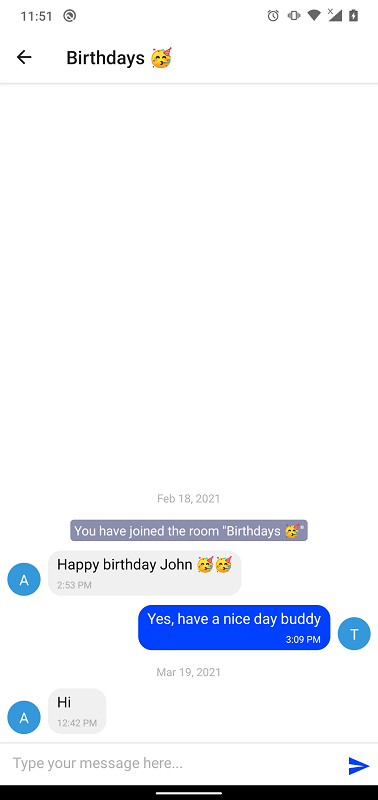 11:51
Birthdays 🥳
Feb 18, 2021
You have joined the room "Birthdays 🥳"
Happy birthday John 🥳🥳
A
2:53 PM
Yes, have a nice day buddy
T
3:09 PM
Mar 19, 2021
Hi
A
12:42 PM
Type your message here...